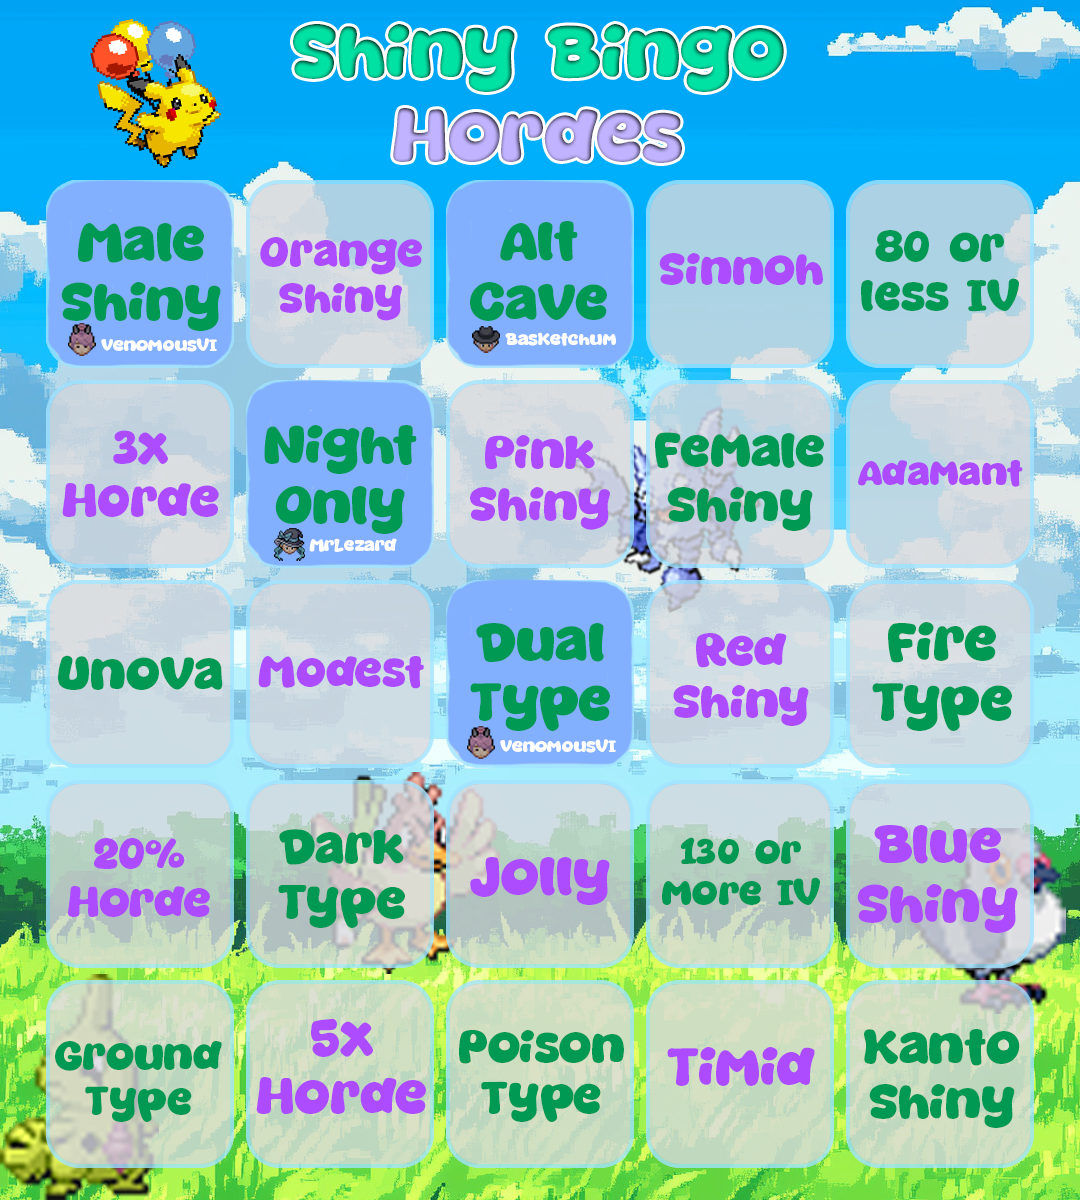 Shiny Bingo
Hordes
Male
Shiny
VenomousVI
Orange
Shiny
Alt
Cave
Basketchum
Sinnoh
80 or
less IV
3x
Horde
Night
Only
MrLezard
Pink
Shiny
Female
Shiny
Adamant
Unova
Modest
Dual
Type
VenomousVI
Red
Shiny
Fire
Type
20%
Horde
Dark
Type
Jolly
130 or
more IV
Blue
Shiny
Ground
Type
5x
Horde
Poison
Type
Timid
Kanto
Shiny